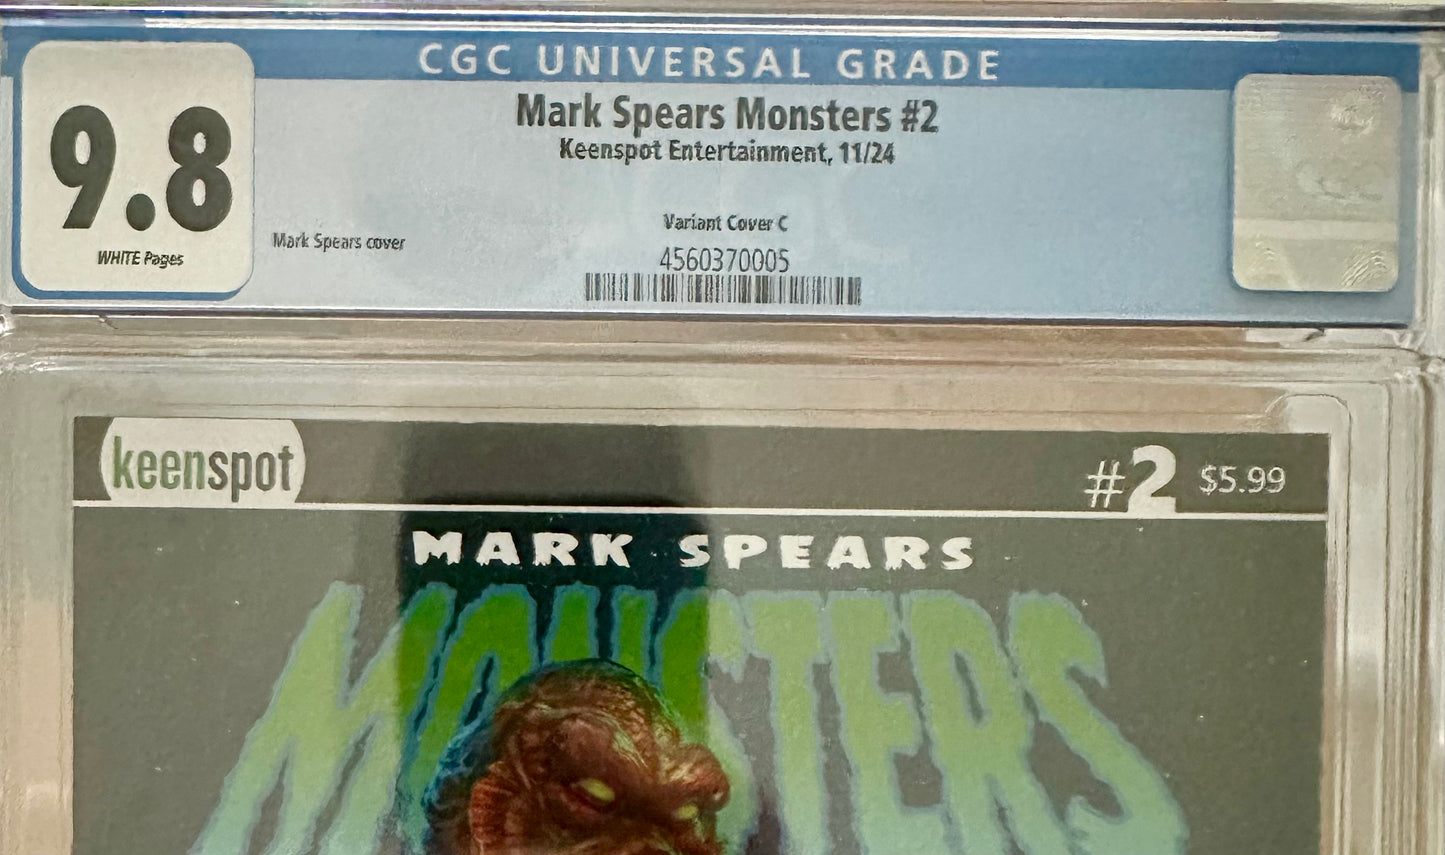 CGC UNIVERSAL GRADE
9.8
WHITE Pages
Mark Spears Monsters #2
Keenspot Entertainment, 11/24
Variant Cover C
Mark Spears cover
4560370005
keenspot
#2 $5.99
MARK SPEARS
MONSTERS